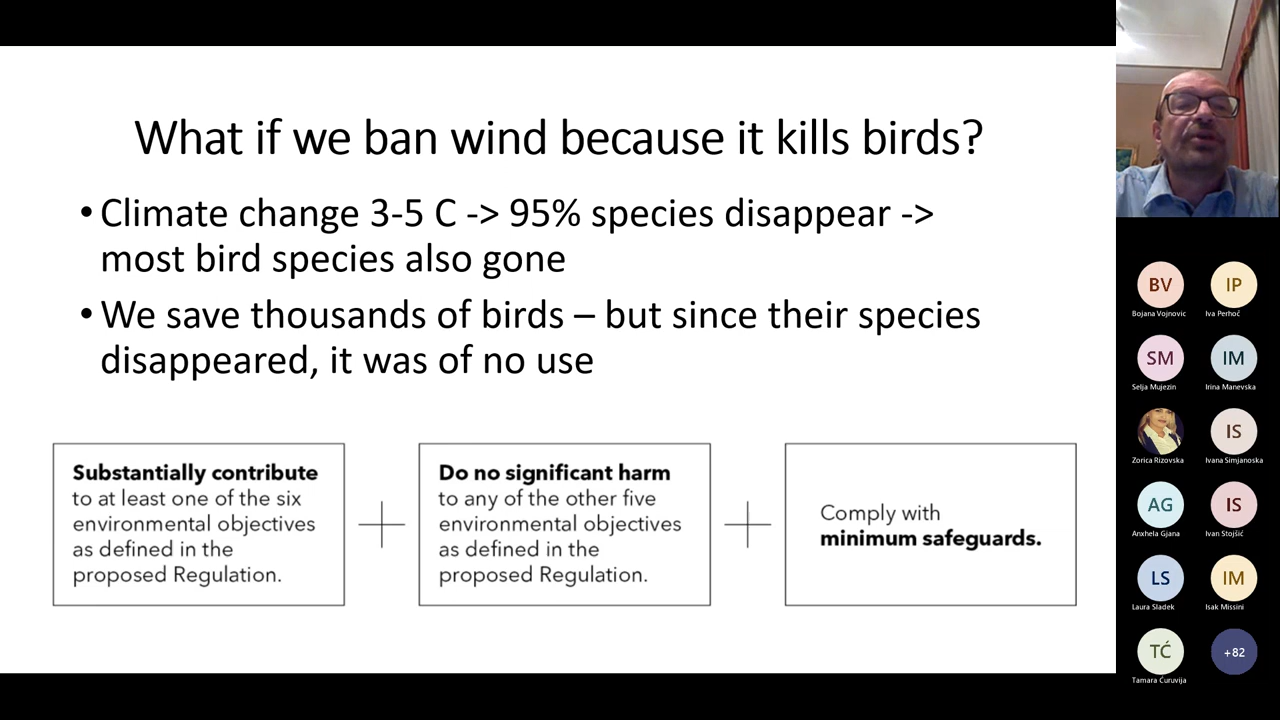 What if we ban wind because it kills birds?
•Climate change 3-5 C -> 95% species disappear ->
most bird species also gone
•We save thousands of birds – but since their species
disappeared, it was of no use
Substantially contribute
to at least one of the six
environmental objectives
as defined in the
proposed Regulation.
Do no significant harm
to any of the other five
environmental objectives
as defined in the
proposed Regulation.
Comply with
minimum safeguards.
BV
IP
Bojana Vojnovic
Iva Perhoč
SM
IM
Selja Mujezin
Irina Manevska
IS
Zorica Rizovska
Ivana Simjanoska
AG
IS
Anxhela Gjana
Ivan Stojšić
LS
IM
Laura Sladek
Isak Missini
TĆ
+82
Tamara Ćuruvija